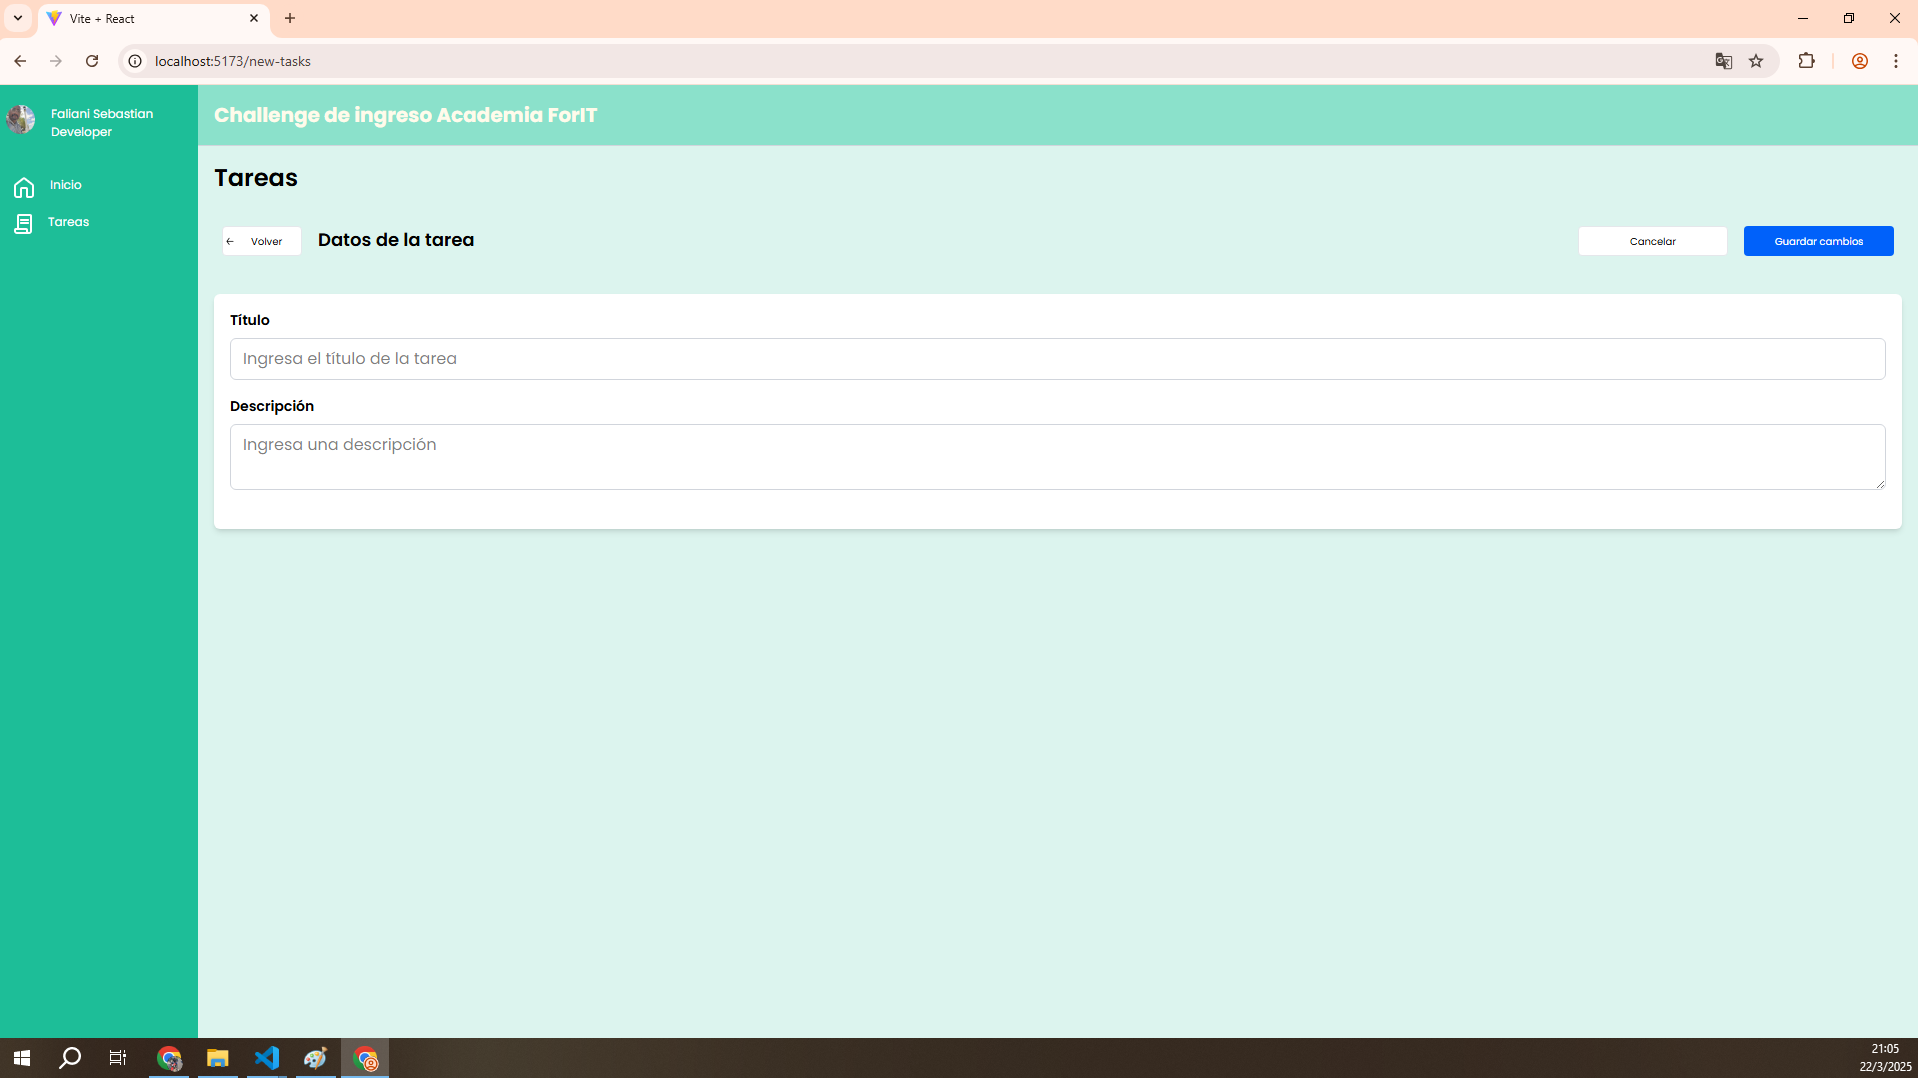 Vite + React
localhost:5173/new-tasks
Faliani Sebastian
Developer
Inicio
Tareas
Challenge de ingreso Academia ForIT
Tareas
Volver
Datos de la tarea
Cancelar
Guardar cambios
Título
Ingresa el título de la tarea
Descripción
Ingresa una descripción
21:05
22/3/2025